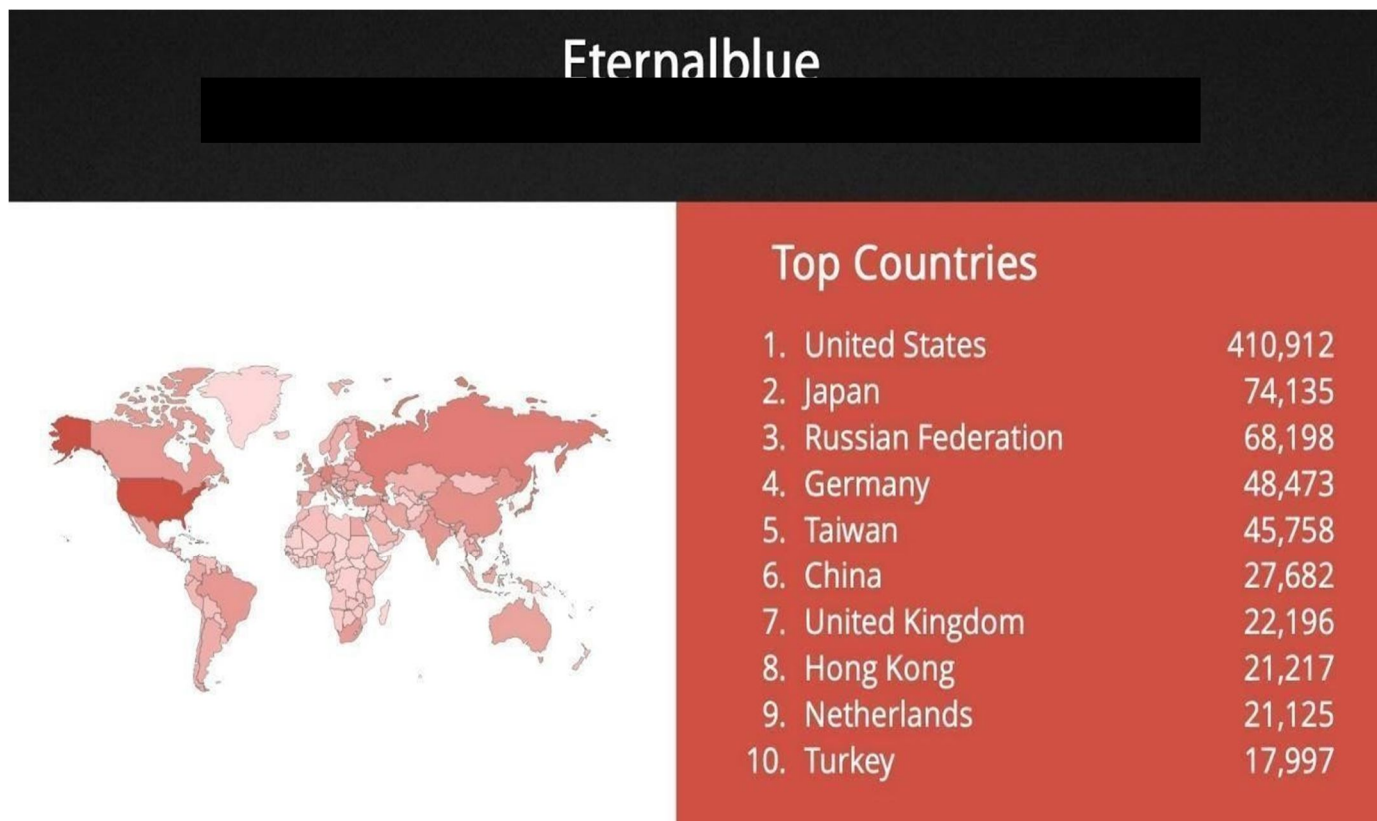 Eternalblue
Top Countries
1. United States 410,912
2. Japan 74,135
3. Russian Federation 68,198
4. Germany 48,473
5. Taiwan 45,758
6. China 27,682
7. United Kingdom 22,196
8. Hong Kong 21,217
9. Netherlands 21,125
10. Turkey 17,997